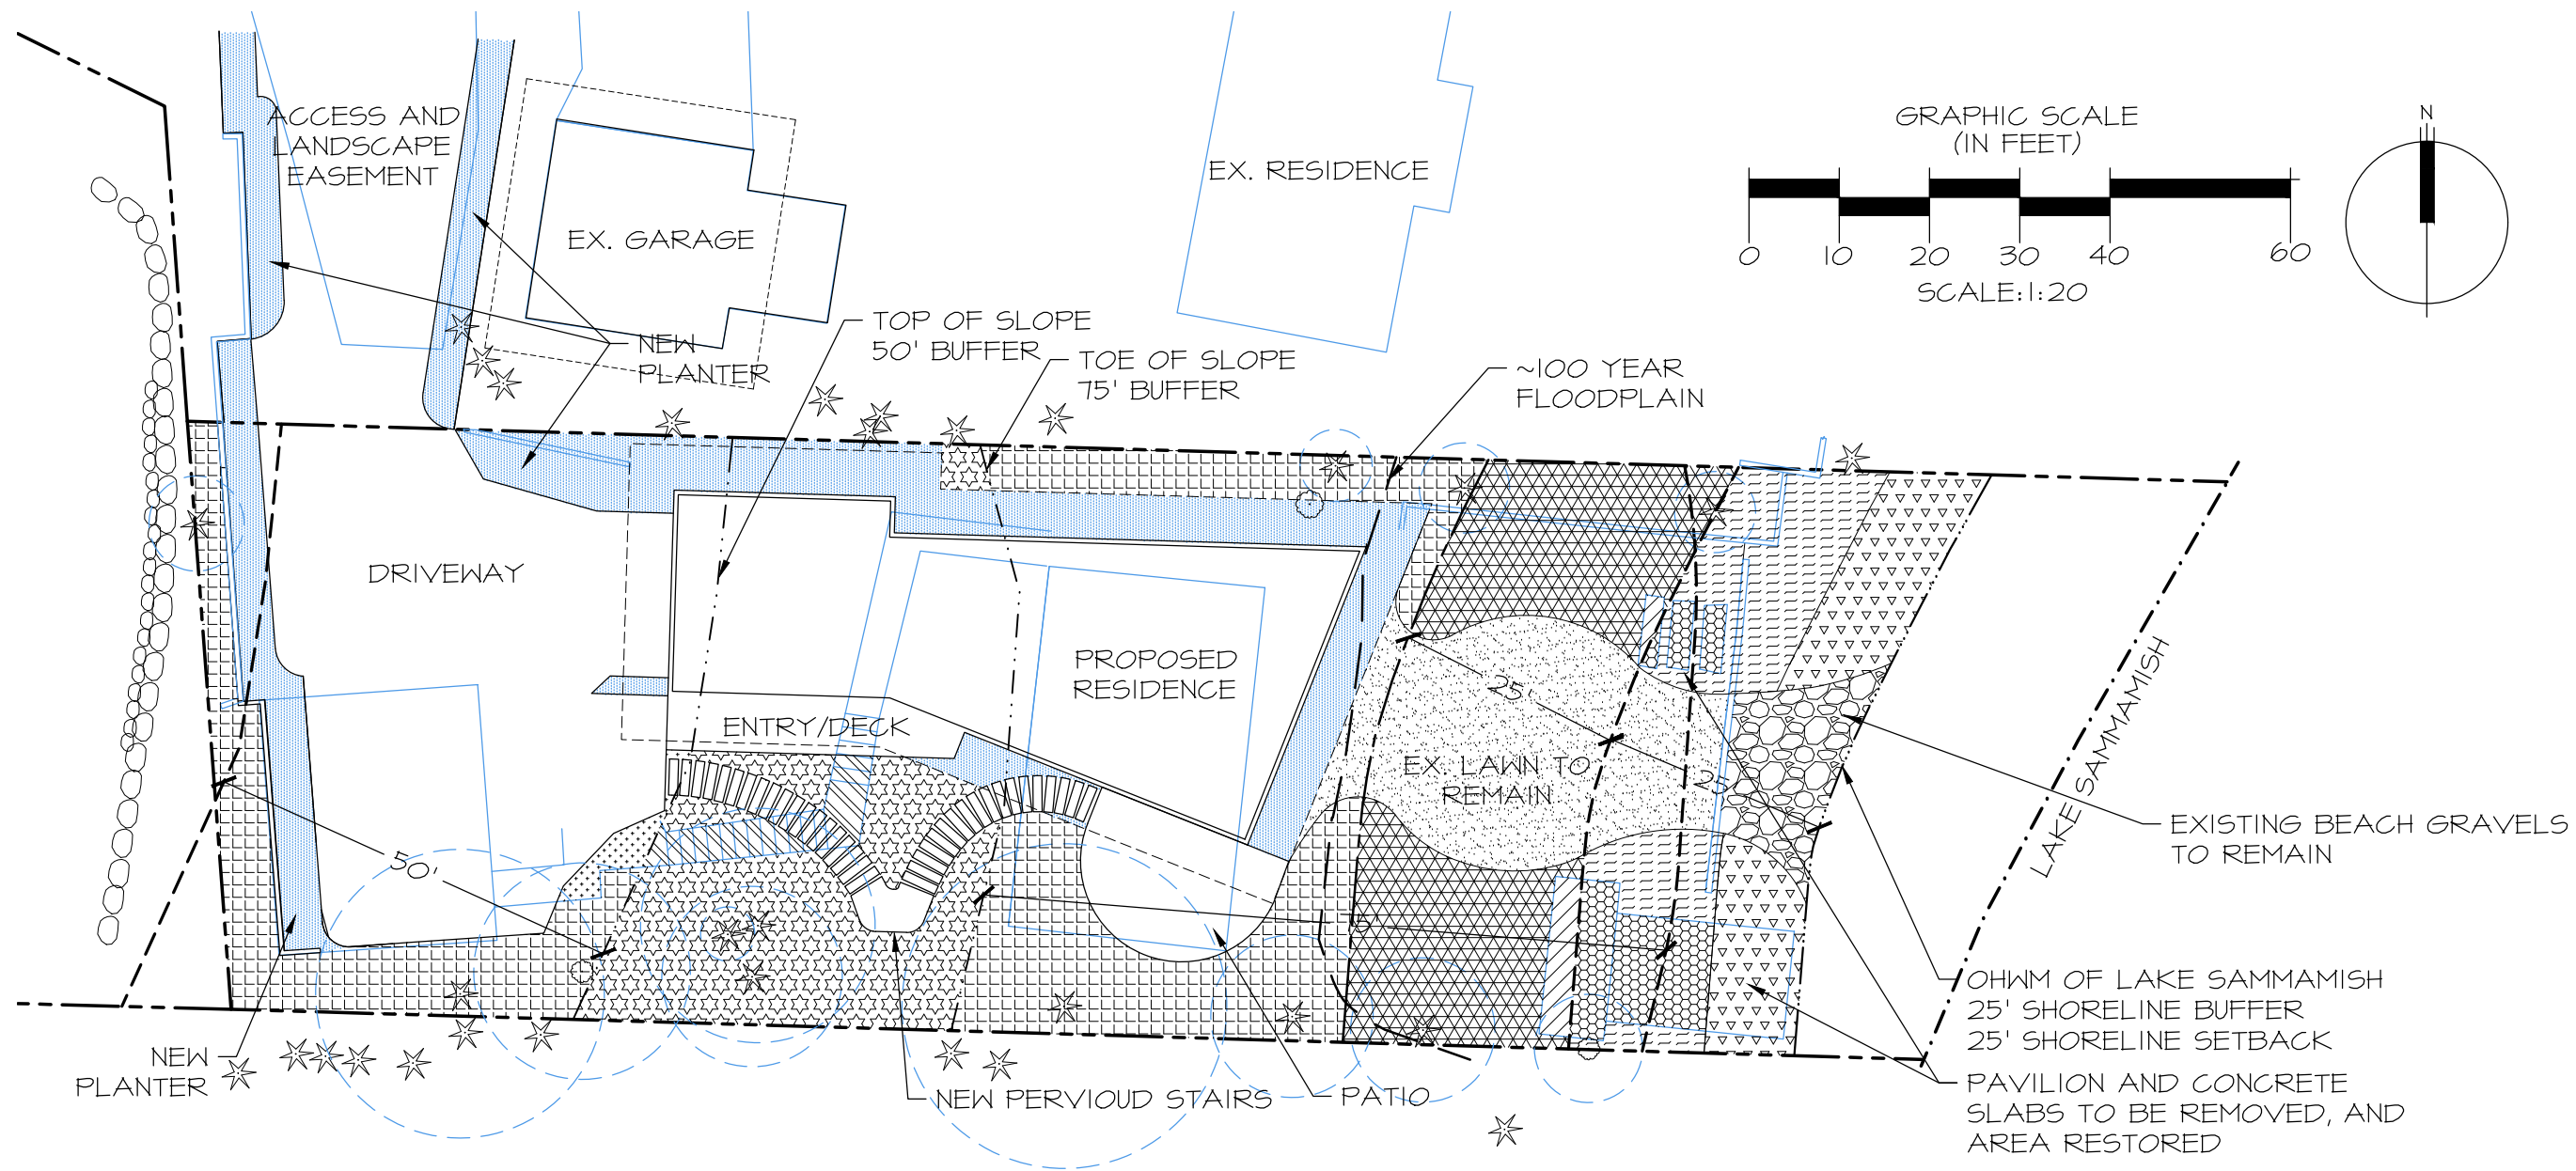 ACCESS AND
LANDSCAPE
EASEMENT
EX. GARAGE
EX. RESIDENCE
GRAPHIC SCALE
(IN FEET)
0 10 20 30 40 60
SCALE:1:20
N
NEW
PLANTER
TOP OF SLOPE
50' BUFFER
TOE OF SLOPE
75' BUFFER
~100 YEAR
FLOODPLAIN
DRIVEWAY
PROPOSED
RESIDENCE
ENTRY/DECK
25'
25'
EX. LAWN TO
REMAIN
LAKE SAMMAMISH
EXISTING BEACH GRAVELS
TO REMAIN
50'
OHWM OF LAKE SAMMAMISH
25' SHORELINE BUFFER
25' SHORELINE SETBACK
NEW
PLANTER
NEW PERVIOUD STAIRS
PATIO
PAVILION AND CONCRETE
SLABS TO BE REMOVED, AND
AREA RESTORED